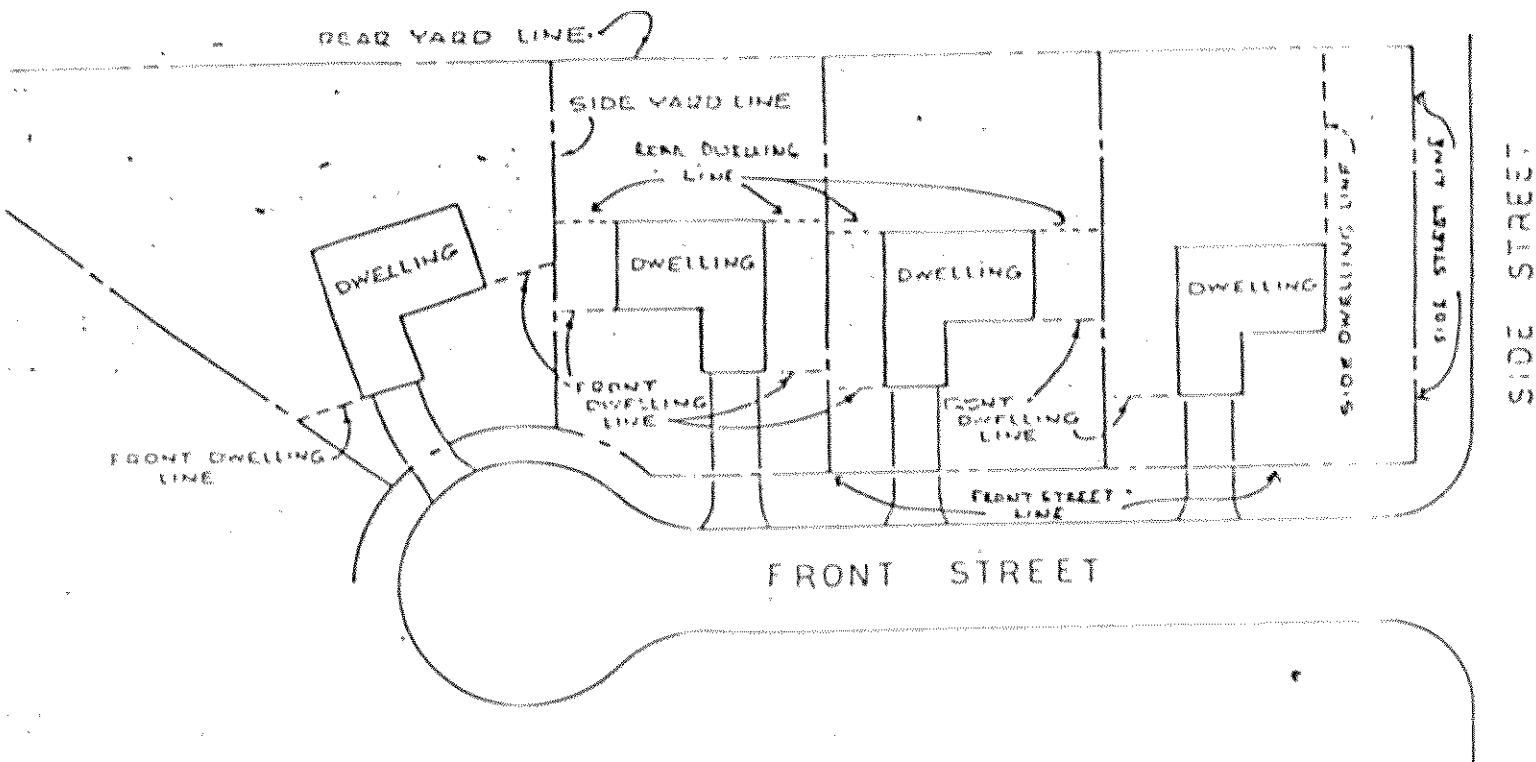 REAR YARD LINE
SIDE YARD LINE
REAR DWELLING
LINE
DWELLING
DWELLING
DWELLING
DWELLING
SIDE DWELLING LINE
SIDE STREET LINE
SIDE STREET
FRONT
DWELLING
LINE
FRONT
DWELLING
LINE
FRONT DWELLING
LINE
FRONT STREET
LINE
FRONT STREET